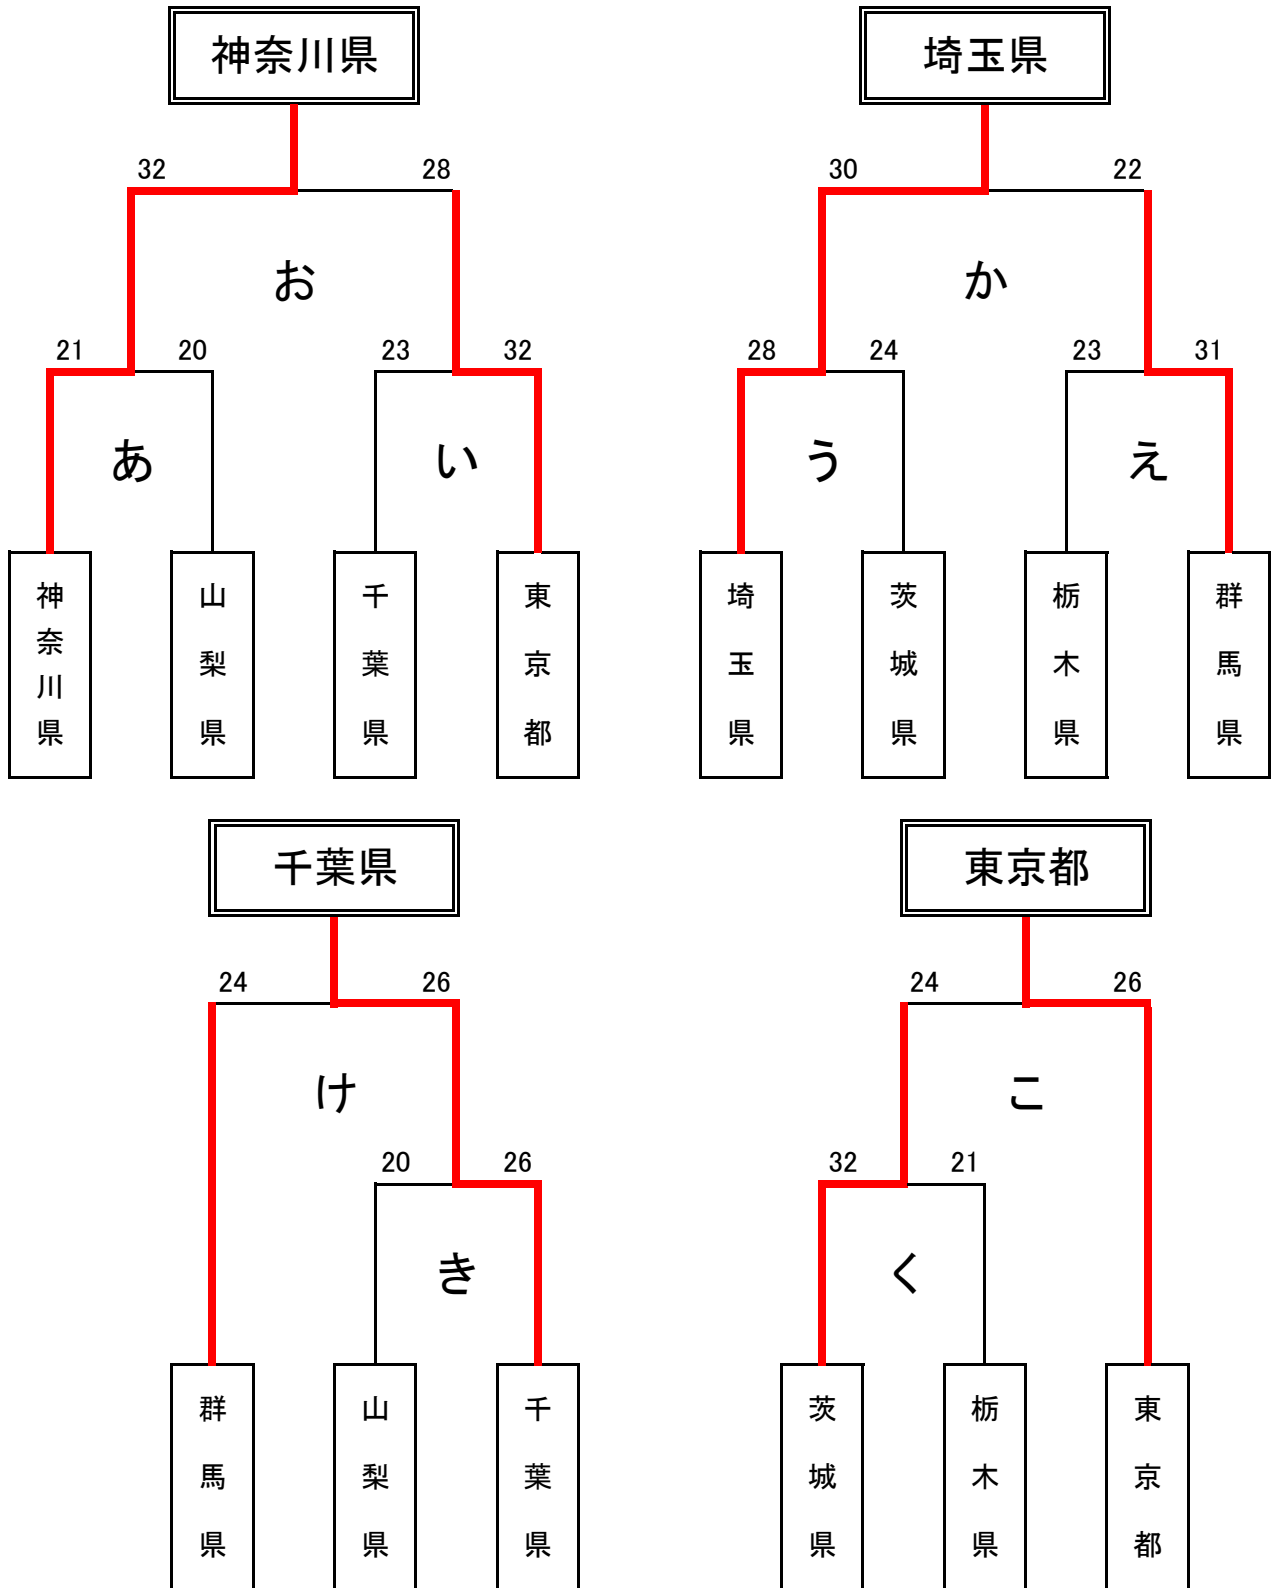 神奈川県
埼玉県
32 28
30 22
お
か
21 20 23 32
28 24 23 31
あ
い
う
え
神奈川県
山梨県
千葉県
東京都
埼玉県
茨城県
栃木県
群馬県
千葉県
東京都
24 26
24 26
け
こ
20 26
32 21
き
く
群馬県
山梨県
千葉県
茨城県
栃木県
東京都